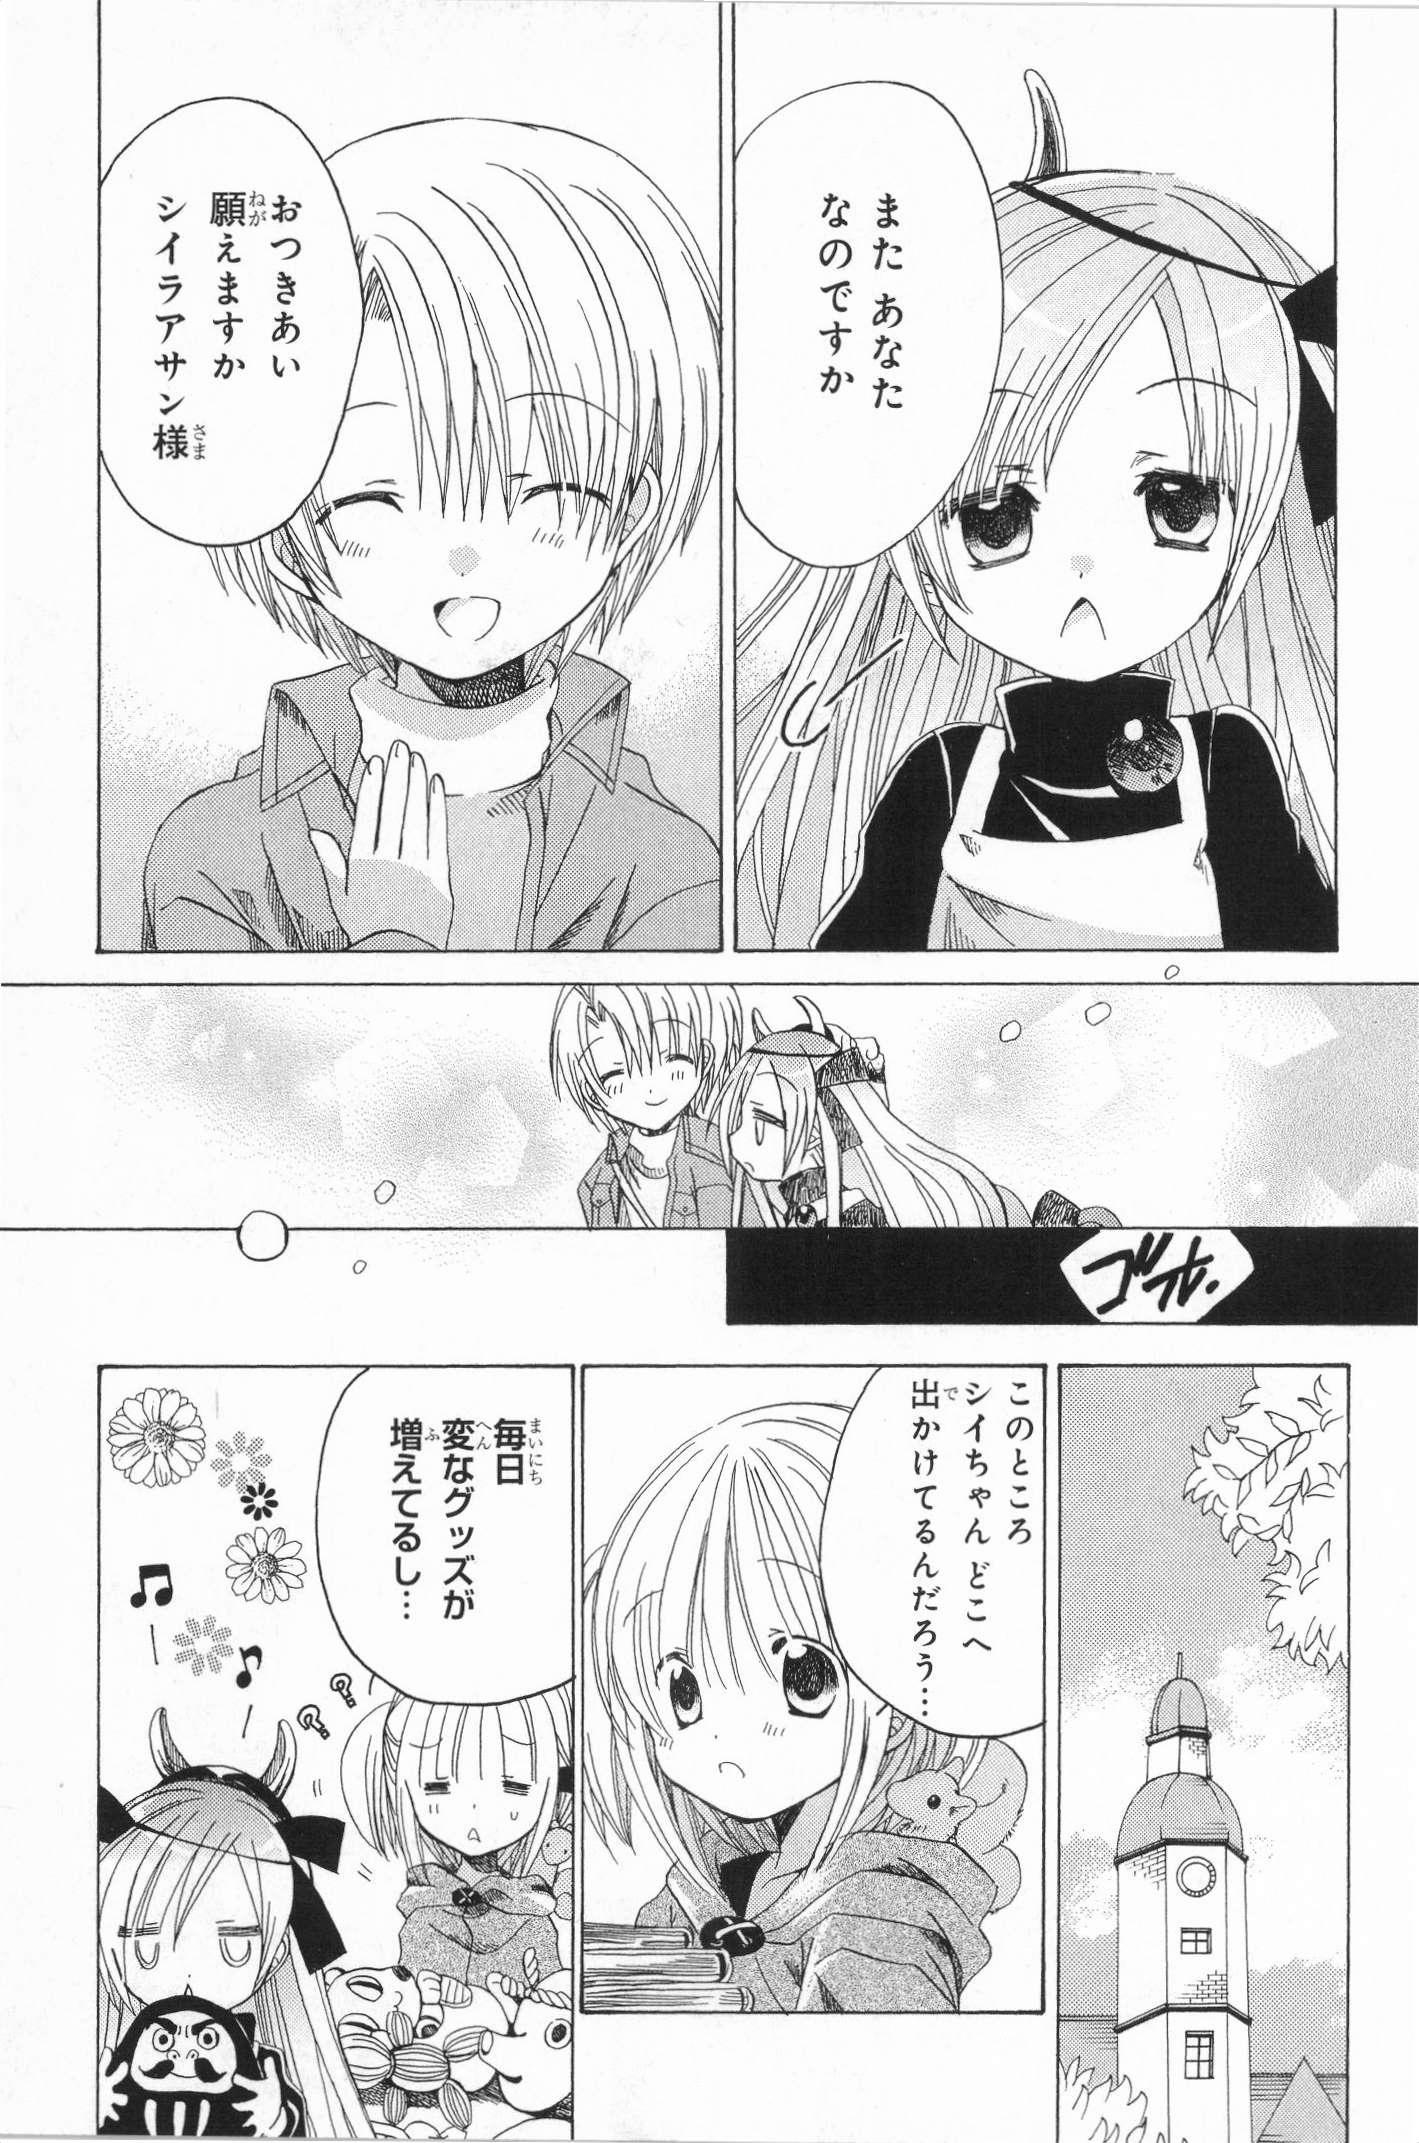 また あなた
なのですか
おつきあい
願えますか
シイラアサン様
このところ
シイちゃん どこへ
出かけてるんだろう…
毎日
変なグッズが
増えてるし…